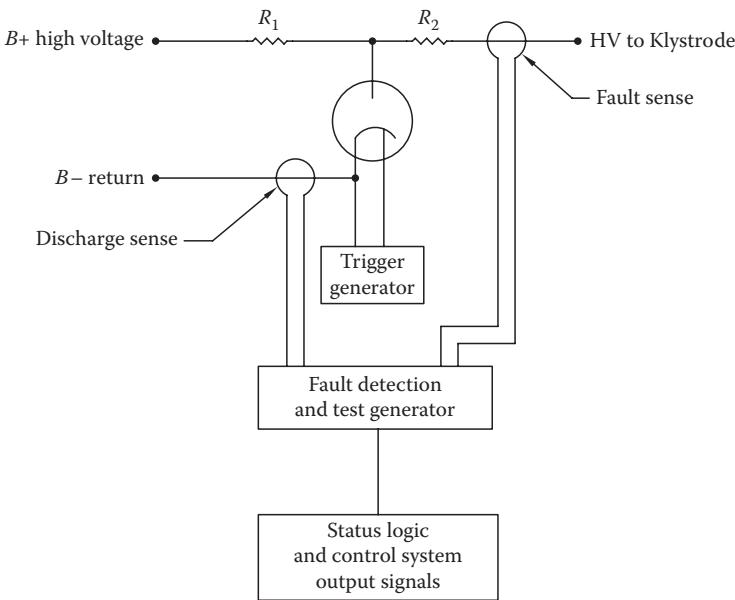 R1
R2
B+ high voltage
HV to Klystrode
Fault sense
B– return
Discharge sense
Trigger
generator
Fault detection
and test generator
Status logic
and control system
output signals